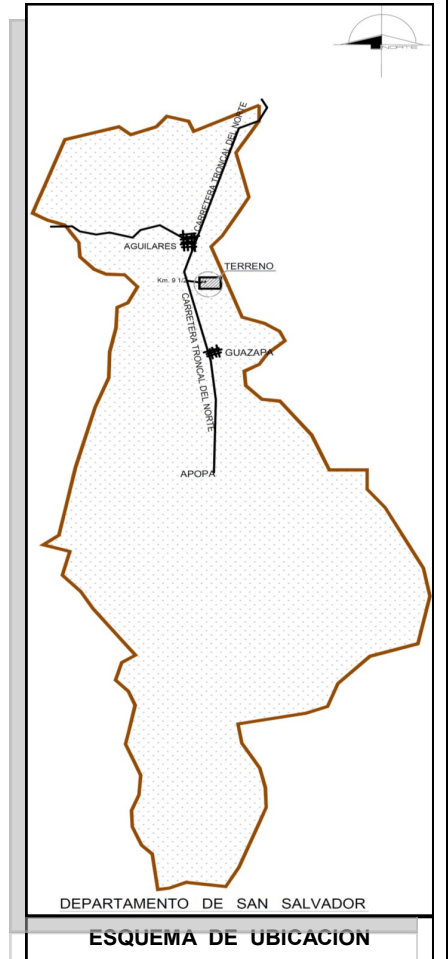 NORTE
CARRETERA TRONCAL DEL NORTE
AGUILARES
TERRENO
Km. 9 1/2
CARRETERA TRONCAL DEL NORTE
GUAZAPA
APOPA
DEPARTAMENTO DE SAN SALVADOR
ESQUEMA DE UBICACION